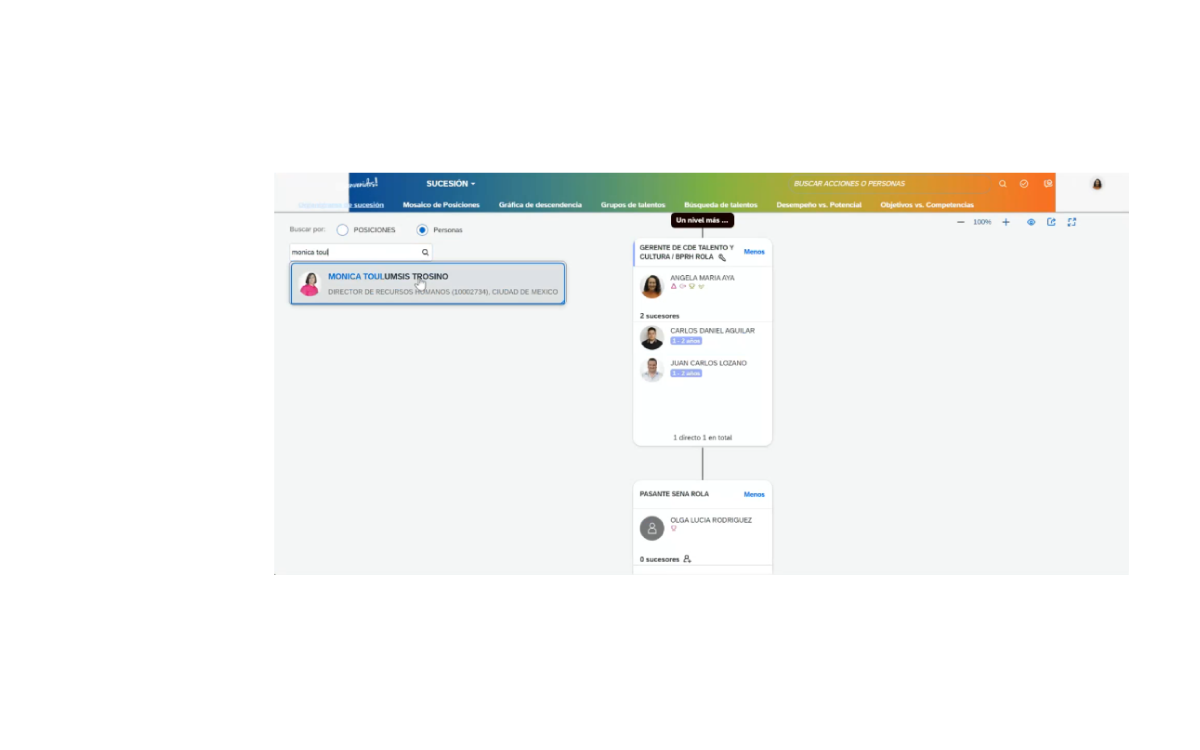 SUCESIÓN
BUSCAR ACCIONES O PERSONAS
sucesión
Mosaico de Posiciones
Gráfica de descendencia
Grupos de talentos
Búsqueda de talentos
Desempeño vs. Potencial
Objetivos vs. Competencias
Buscar por:
POSICIONES
Personas
monica toul
MONICA TOULUMSIS TROSINO
DIRECTOR DE RECURSOS HUMANOS (10002734), CIUDAD DE MEXICO
Un nivel más ...
100%
GERENTE DE CDE TALENTO Y
CULTURA / BPRH ROLA
Menos
ANGELA MARIA AYA
2 sucesores
CARLOS DANIEL AGUILAR
1 - 2 años
JUAN CARLOS LOZANO
1 - 2 años
1 directo 1 en total
PASANTE SENA ROLA
Menos
OLGA LUCIA RODRIGUEZ
0 sucesores